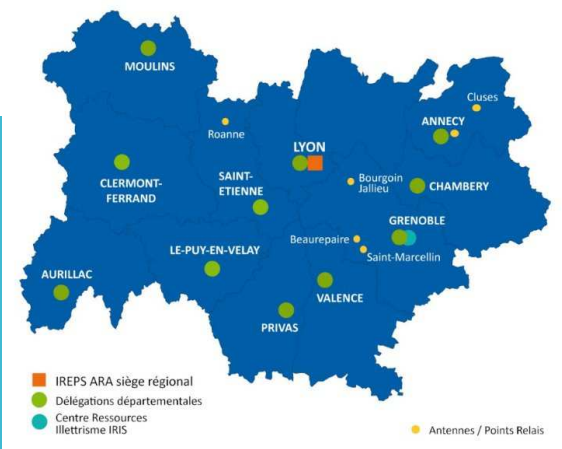 MOULINS
Cluses
Roanne
ANNECY
LYON
CLERMONT-
FERRAND
SAINT-
ETIENNE
Bourgoin
Jallieu
CHAMBERY
GRENOBLE
Beaurepaire
Saint-Marcellin
LE-PUY-EN-VELAY
AURILLAC
VALENCE
PRIVAS
IREPS ARA siège régional
Délégations départementales
Centre Ressources
Illettrisme IRIS
Antennes / Points Relais